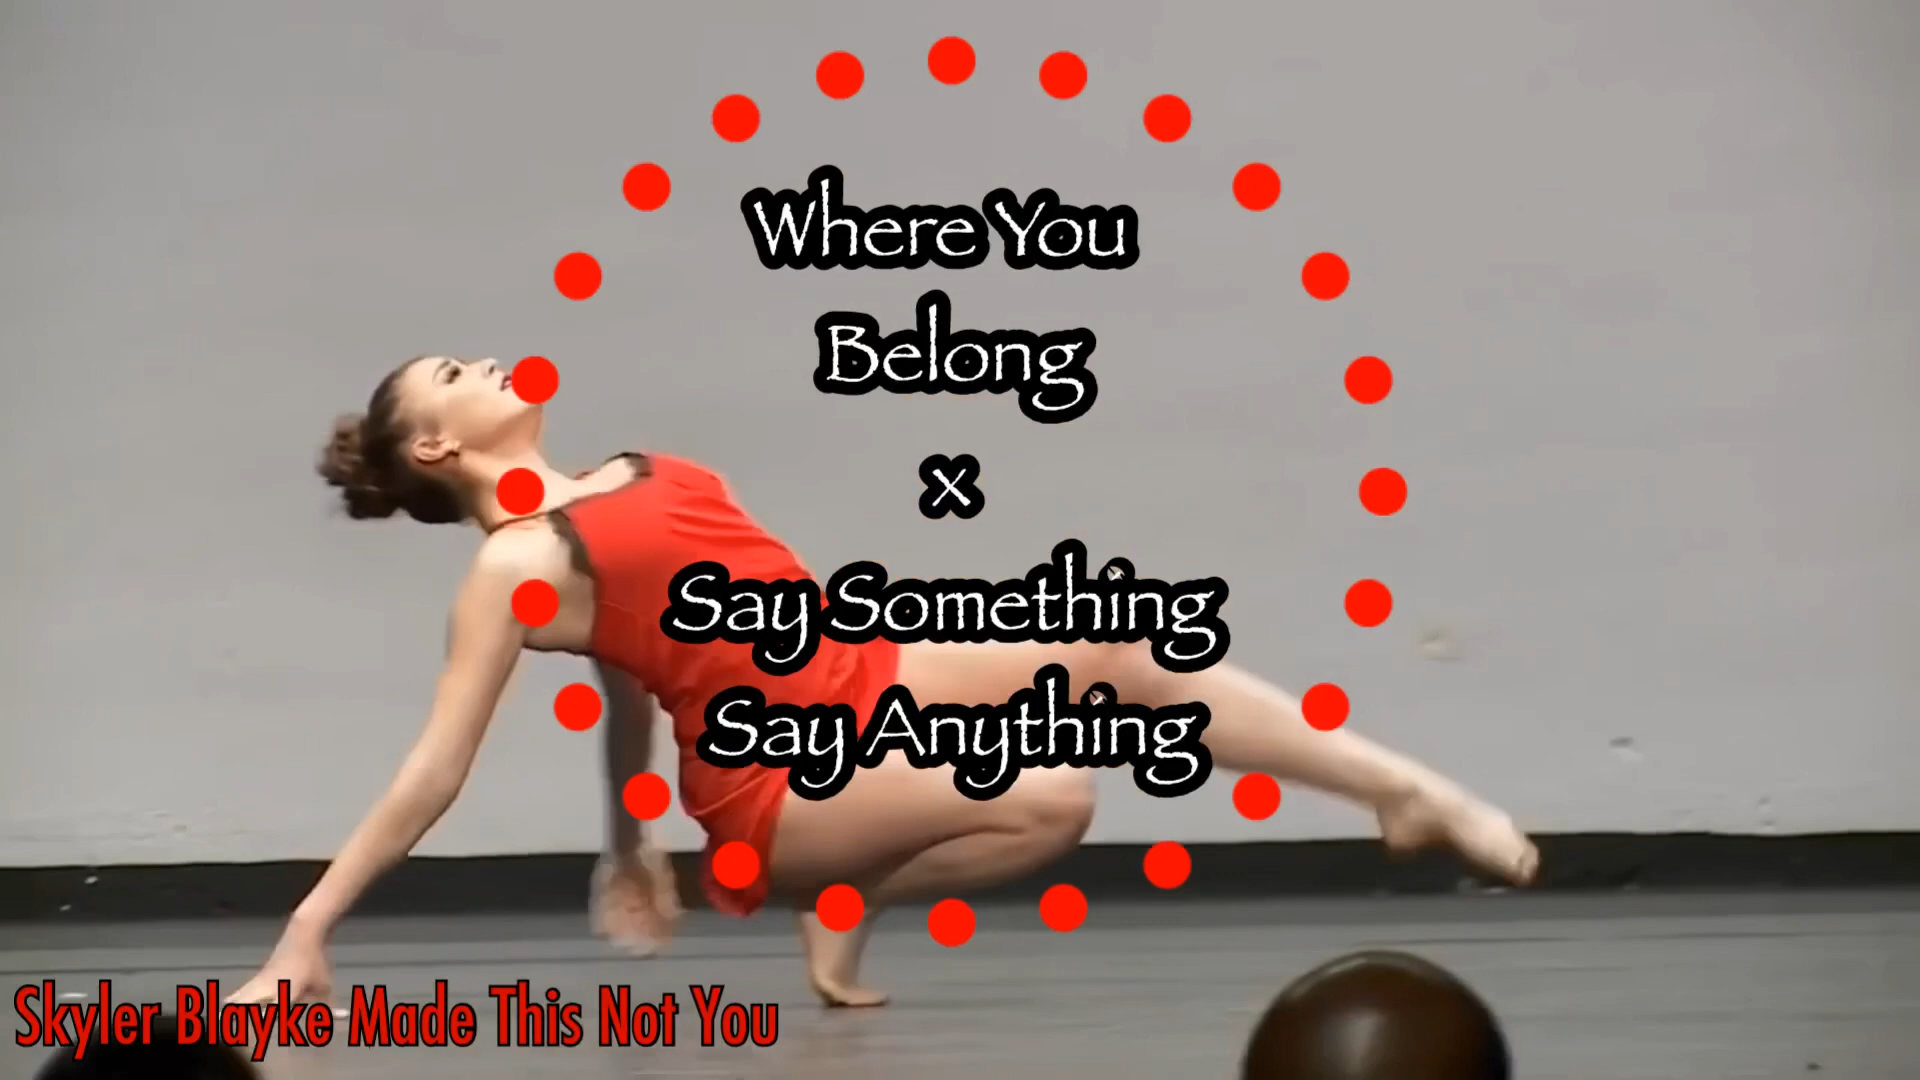 Where You
Belong
x
Say Something
Say Anything
Skyler Blayke Made This Not You